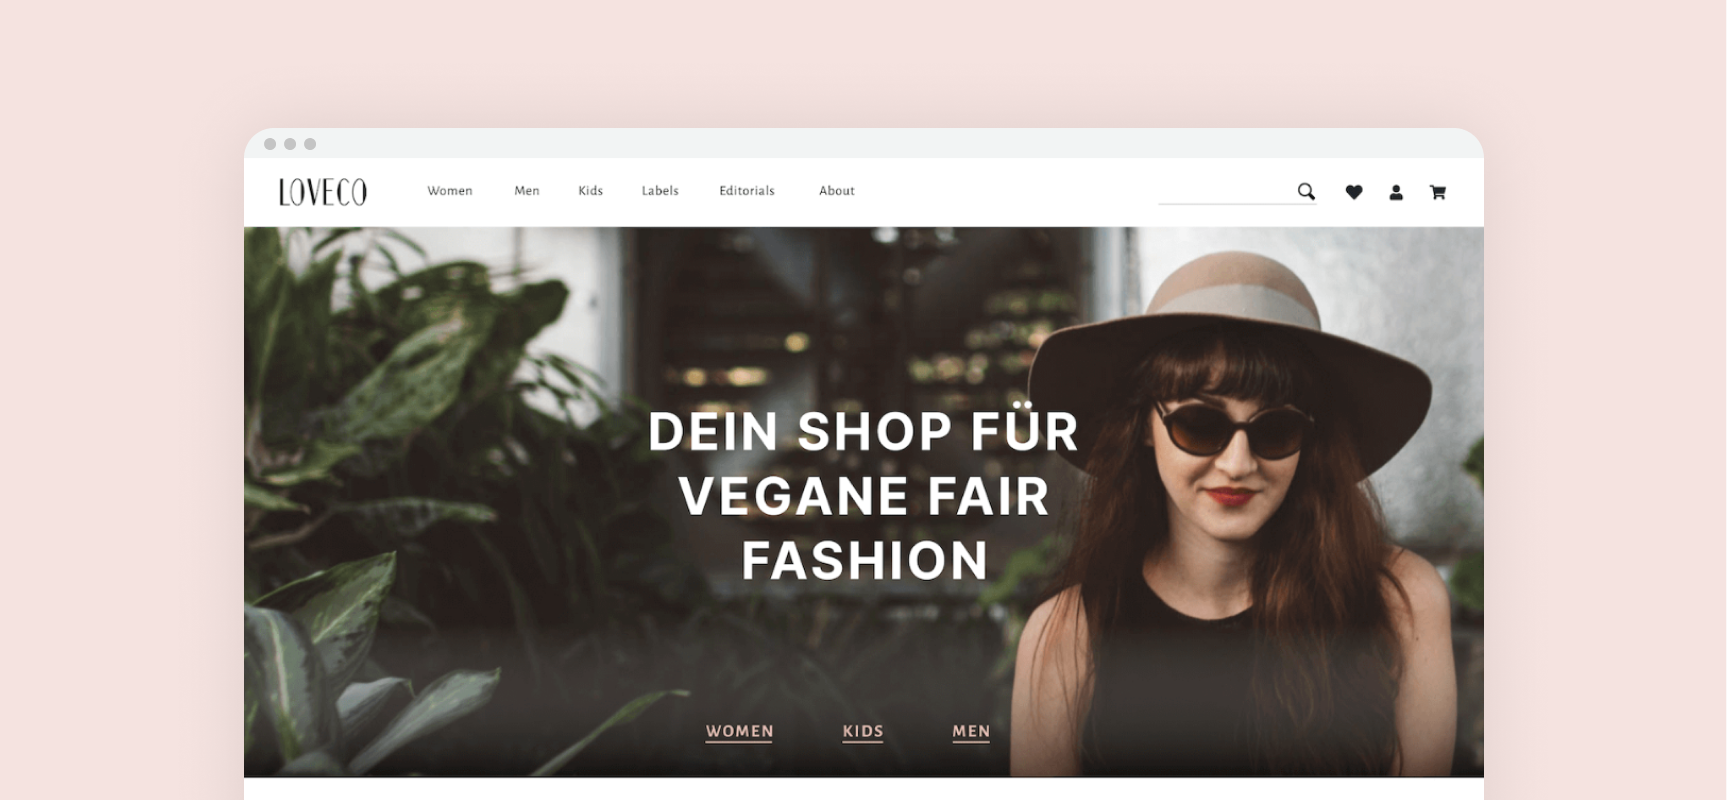 LOVECO
Women Men Kids Labels Editorials About
DEIN SHOP FÜR
VEGANE FAIR
FASHION
WOMEN KIDS MEN